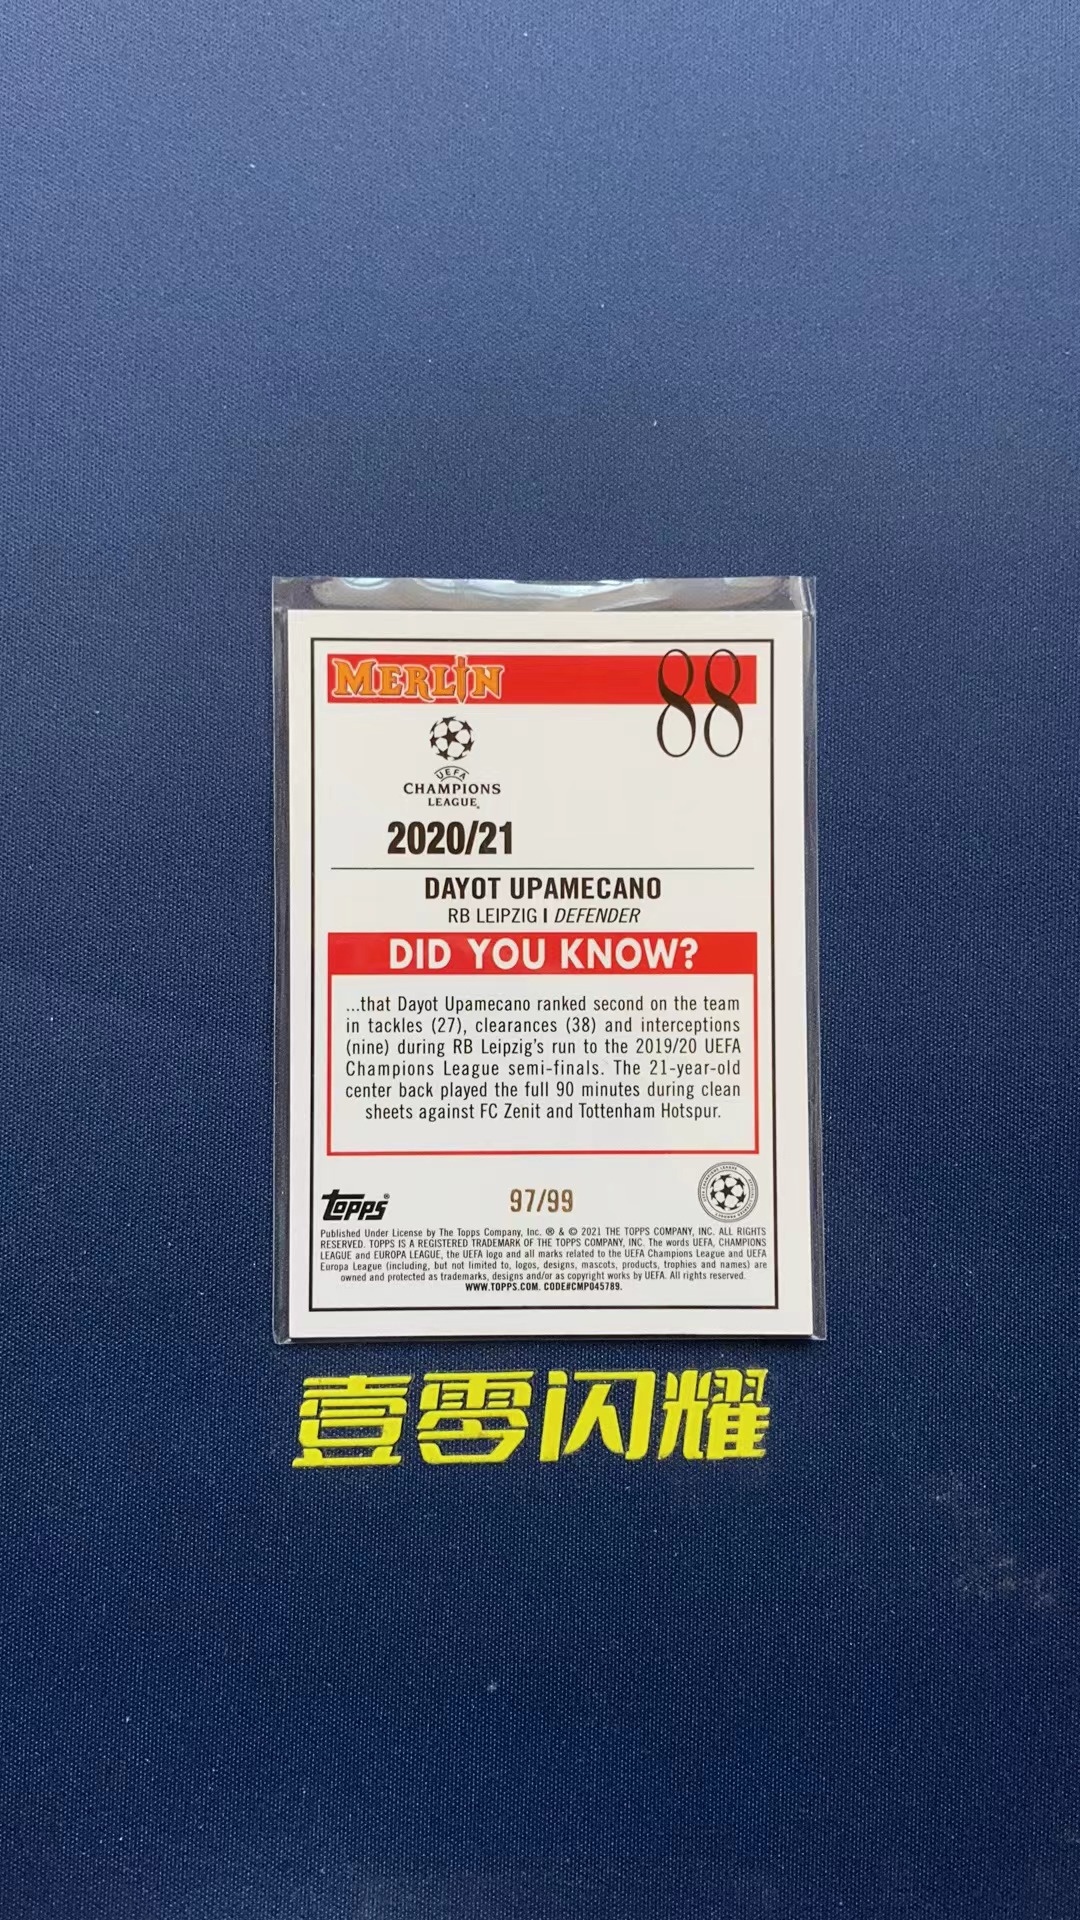 MERLIN
88
UEFA
CHAMPIONS
LEAGUE
2020/21
DAYOT UPAMECANO
RB LEIPZIG | DEFENDER
DID YOU KNOW?
...that Dayot Upamecano ranked second on the team
in tackles (27), clearances (38) and interceptions
(nine) during RB Leipzig's run to the 2019/20 UEFA
Champions League semi-finals. The 21-year-old
center back played the full 90 minutes during clean
sheets against FC Zenit and Tottenham Hotspur.
Topps®
97/99
Published Under License by The Topps Company, Inc. ® & © 2021 THE TOPPS COMPANY, INC. ALL RIGHTS
RESERVED. TOPPS IS A REGISTERED TRADEMARK OF THE TOPPS COMPANY, INC. The words UEFA, CHAMPIONS
LEAGUE and EUROPA LEAGUE, the UEFA logo and all marks related to the UEFA Champions League and UEFA
Europa League (including, but not limited to, logos, designs, mascots, products, trophies and names) are
owned and protected as trademarks, designs and/or as copyright works by UEFA. All rights reserved.
WWW.TOPPS.COM. CODE#CMP045789.
壹零闪耀